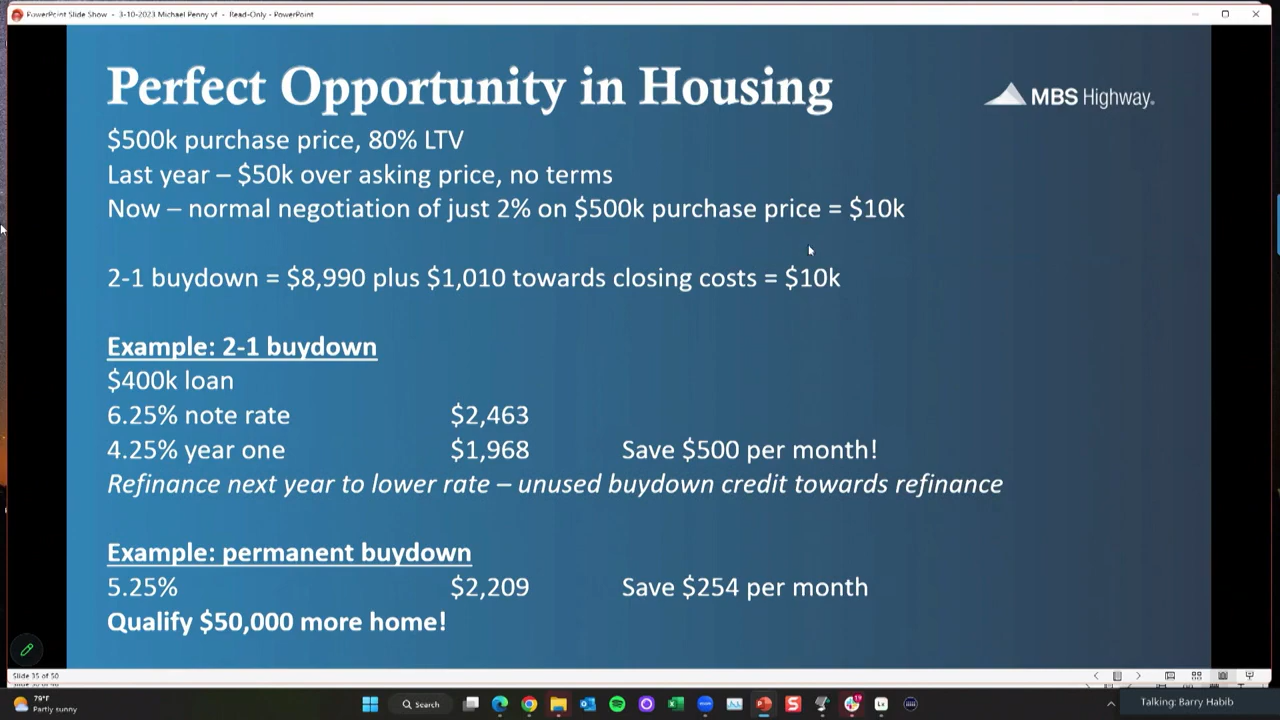 PowerPoint Slide Show - 3-10-2023 Michael Penny vf - Read-Only - PowerPoint
Perfect Opportunity in Housing
MBS Highway
$500k purchase price, 80% LTV
Last year – $50k over asking price, no terms
Now – normal negotiation of just 2% on $500k purchase price = $10k
2-1 buydown = $8,990 plus $1,010 towards closing costs = $10k
Example: 2-1 buydown
$400k loan
6.25% note rate $2,463
4.25% year one $1,968 Save $500 per month!
Refinance next year to lower rate – unused buydown credit towards refinance
Example: permanent buydown
5.25% $2,209 Save $254 per month
Qualify $50,000 more home!
Slide 35 of 50
79°F
Partly sunny
Search
19
Talking: Barry Habib